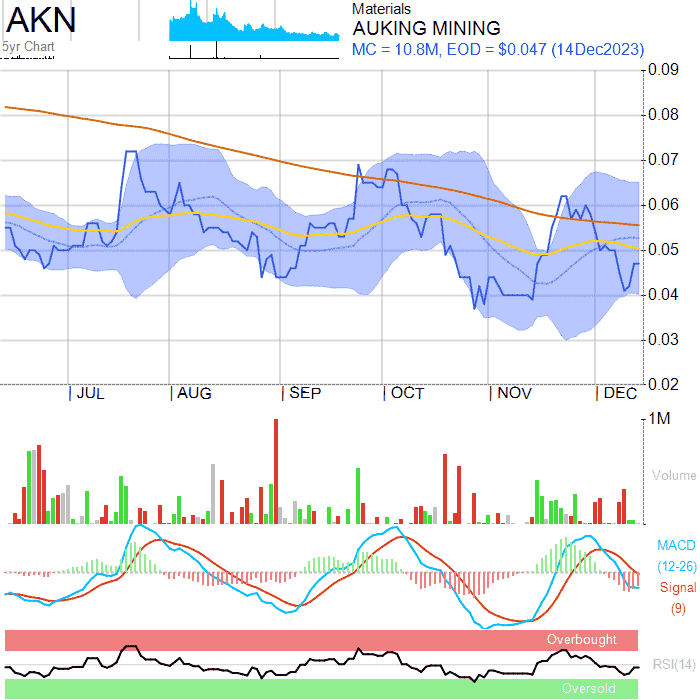 AKN
5yr Chart
Materials
AUKING MINING
MC = 10.8M, EOD = $0.047 (14Dec2023)
0.09
0.08
0.07
0.06
0.05
0.04
0.03
0.02
JUL AUG SEP OCT NOV DEC
1M
Volume
MACD
(12-26)
Signal
(9)
Overbought
RSI(14)
Oversold